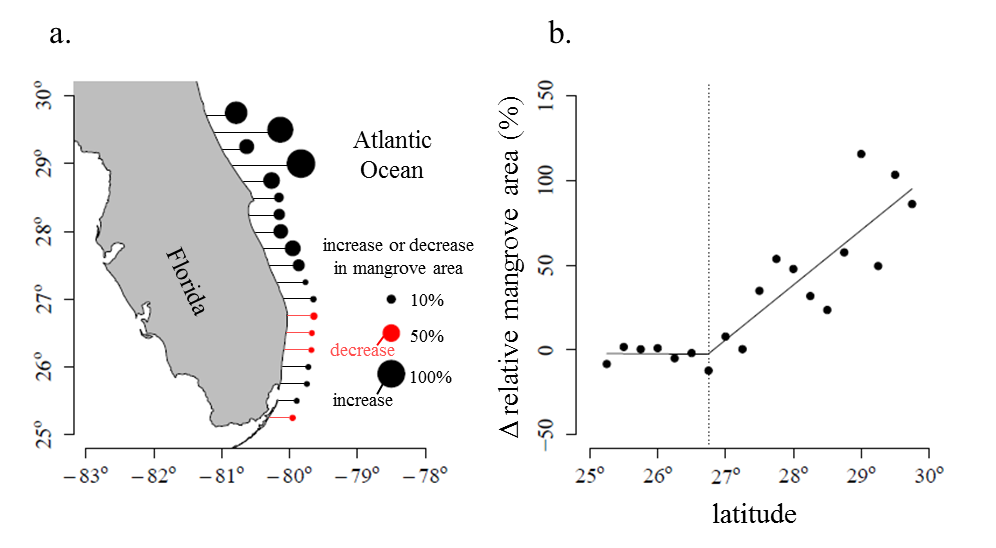 a.
30°
29°
28°
27°
26°
25°
−83°
−82°
−81°
−80°
−79°
−78°
Florida
Atlantic
Ocean
increase or decrease
in mangrove area
10%
50%
decrease
100%
increase
b.
Δ relative mangrove area (%)
150
100
50
0
−50
25°
26°
27°
28°
29°
30°
latitude